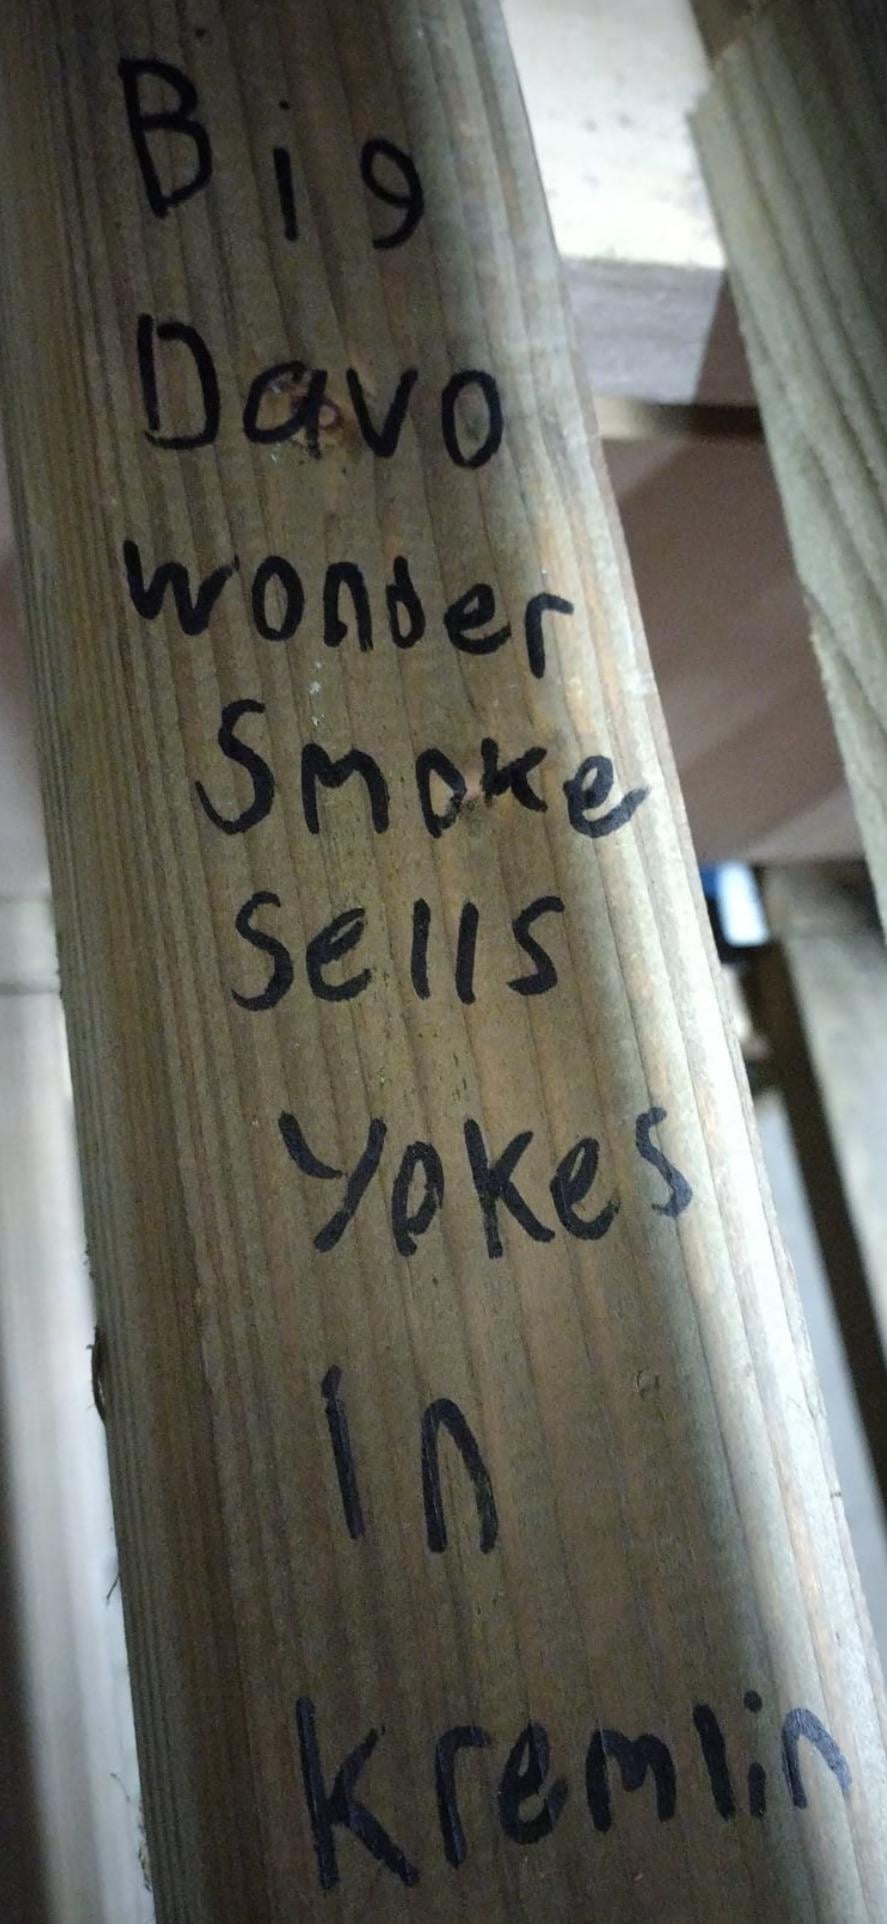 Big
Davo
wonder
Smoke
Sells
Yokes
In
Kremlin